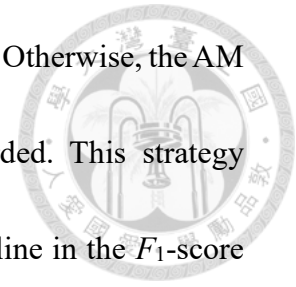 Otherwise, the AM
ded. This strategy
line in the F₁-score